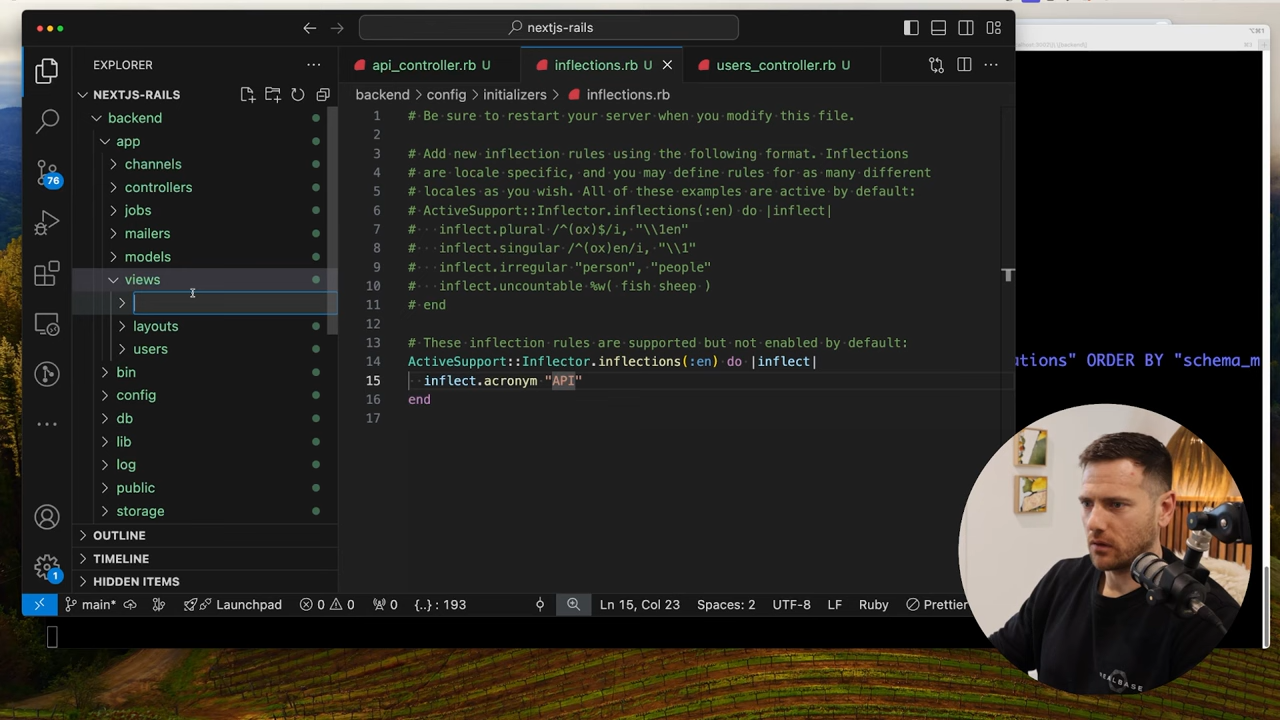 nextjs-rails
EXPLORER
NEXTJS-RAILS
backend
app
channels
controllers
jobs
mailers
models
views
layouts
users
bin
config
db
lib
log
public
storage
OUTLINE
TIMELINE
HIDDEN ITEMS
76
1
api_controller.rb U
inflections.rb U
users_controller.rb U
backend > config > initializers > inflections.rb
1 # Be sure to restart your server when you modify this file.
2
3 # Add new inflection rules using the following format. Inflections
4 # are locale specific, and you may define rules for as many different
5 # locales as you wish. All of these examples are active by default:
6 # ActiveSupport::Inflector.inflections(:en) do |inflect|
7 #   inflect.plural /^(ox)$/i, "\\1en"
8 #   inflect.singular /^(ox)en/i, "\\1"
9 #   inflect.irregular "person", "people"
10 #   inflect.uncountable %w( fish sheep )
11 # end
12
13 # These inflection rules are supported but not enabled by default:
14 ActiveSupport::Inflector.inflections(:en) do |inflect|
15   inflect.acronym "API"
16 end
17
ations" ORDER BY "schema_m
main* Launchpad 0 0 0 {..} : 193 Ln 15, Col 23 Spaces: 2 UTF-8 LF Ruby Prettier
REALBASE